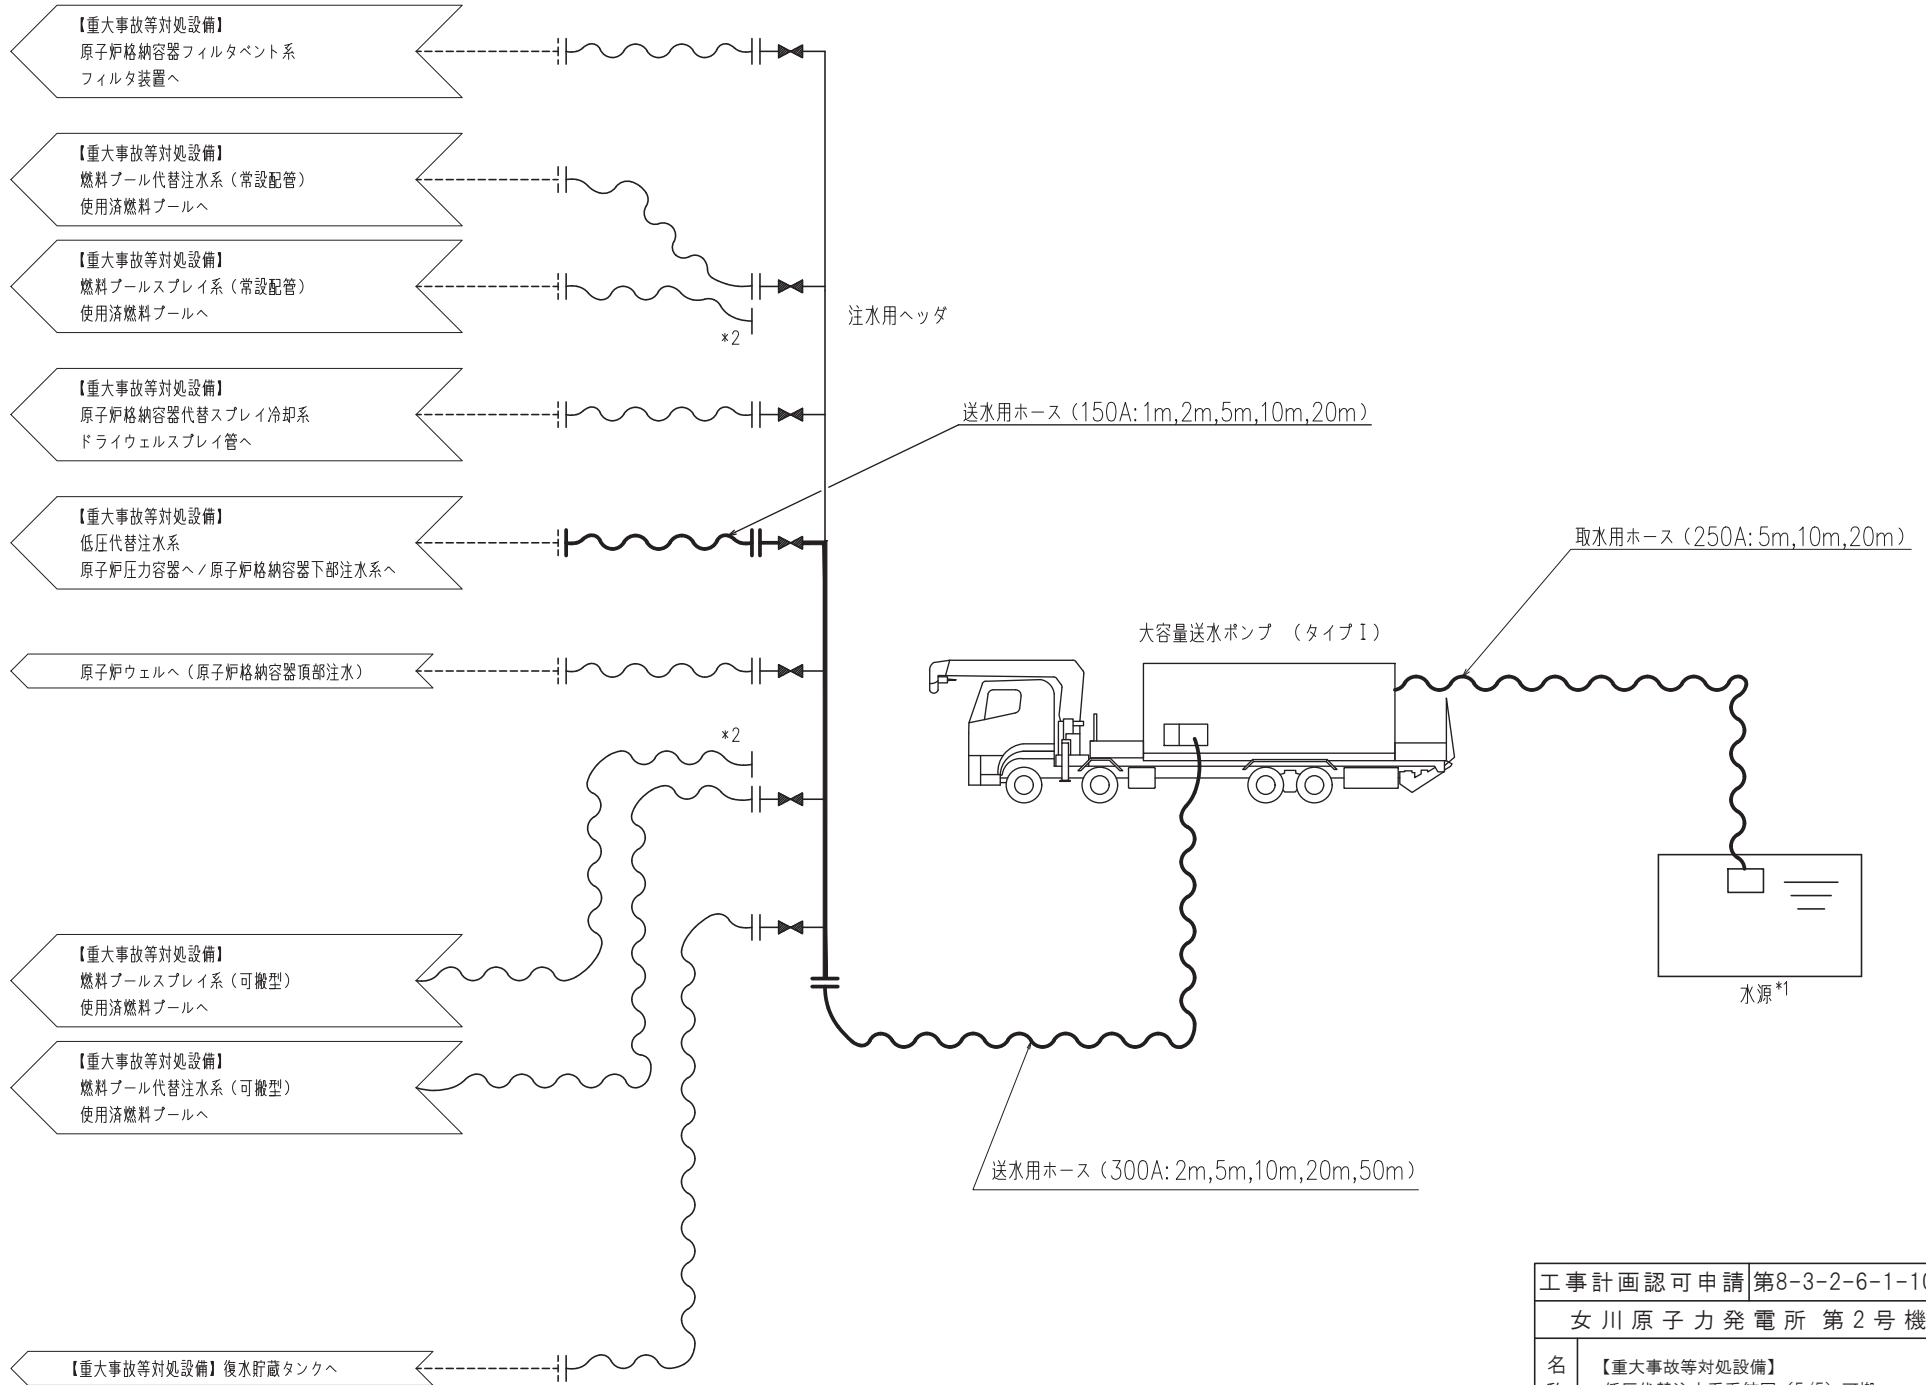 【重大事故等対処設備】
原子炉格納容器フィルタベント系
フィルタ装置へ
【重大事故等対処設備】
燃料プール代替注水系（常設配管）
使用済燃料プールへ
【重大事故等対処設備】
燃料プールスプレイ系（常設配管）
使用済燃料プールへ
*2
注水用ヘッダ
【重大事故等対処設備】
原子炉格納容器代替スプレイ冷却系
ドライウェルスプレイ管へ
送水用ホース（150A:1m,2m,5m,10m,20m）
【重大事故等対処設備】
低圧代替注水系
原子炉圧力容器へ／原子炉格納容器下部注水系へ
取水用ホース（250A:5m,10m,20m）
大容量送水ポンプ （タイプⅠ）
原子炉ウェルへ（原子炉格納容器頂部注水）
*2
【重大事故等対処設備】
燃料プールスプレイ系（可搬型）
使用済燃料プールへ
水源*1
【重大事故等対処設備】
燃料プール代替注水系（可搬型）
使用済燃料プールへ
送水用ホース（300A:2m,5m,10m,20m,50m）
【重大事故等対処設備】復水貯蔵タンクへ
工事計画認可申請 第8-3-2-6-1-10
女川原子力発電所 第2号機
名
【重大事故等対処設備】